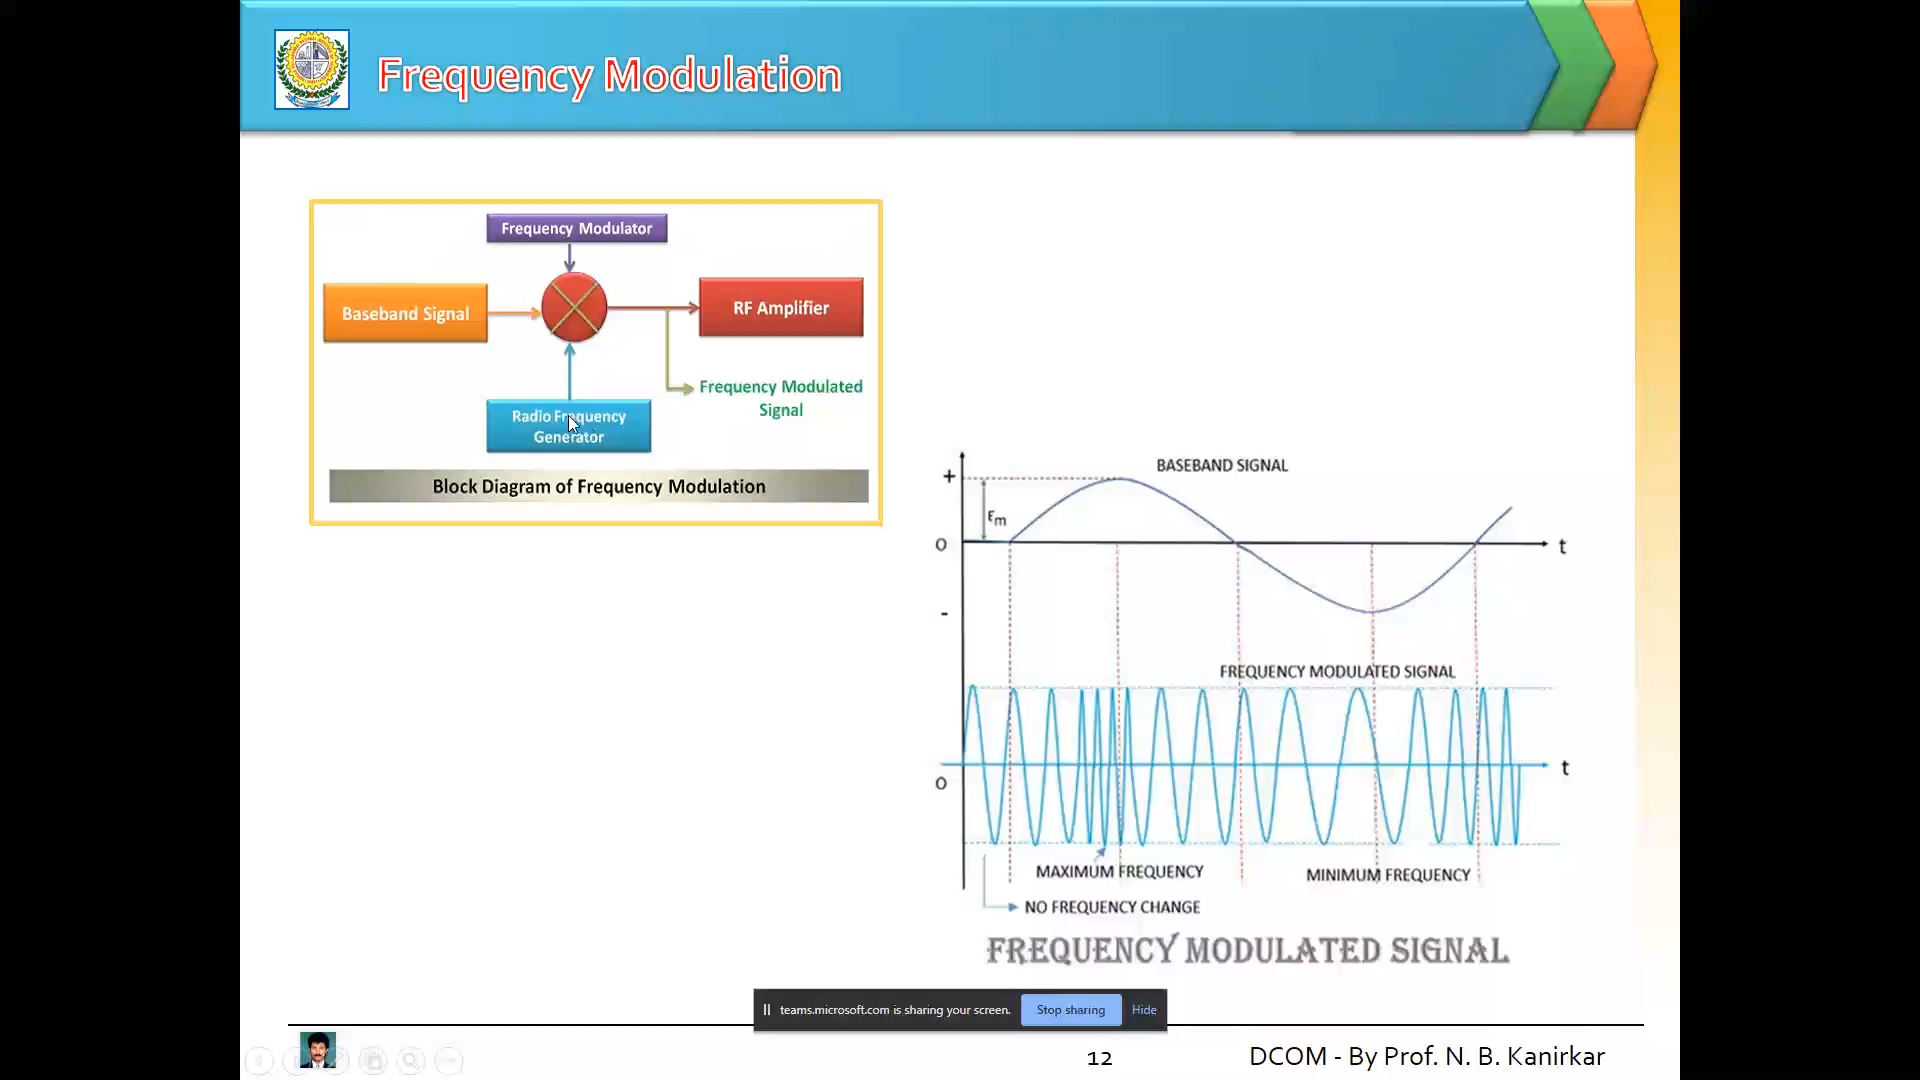 Frequency Modulation
Frequency Modulator
Baseband Signal
RF Amplifier
Frequency Modulated
Signal
Radio Frequency
Generator
Block Diagram of Frequency Modulation
BASEBAND SIGNAL
+
Em
0
t
-
FREQUENCY MODULATED SIGNAL
t
0
MAXIMUM FREQUENCY
MINIMUM FREQUENCY
NO FREQUENCY CHANGE
FREQUENCY MODULATED SIGNAL
teams.microsoft.com is sharing your screen.
Stop sharing
Hide
12
DCOM - By Prof. N. B. Kanirkar